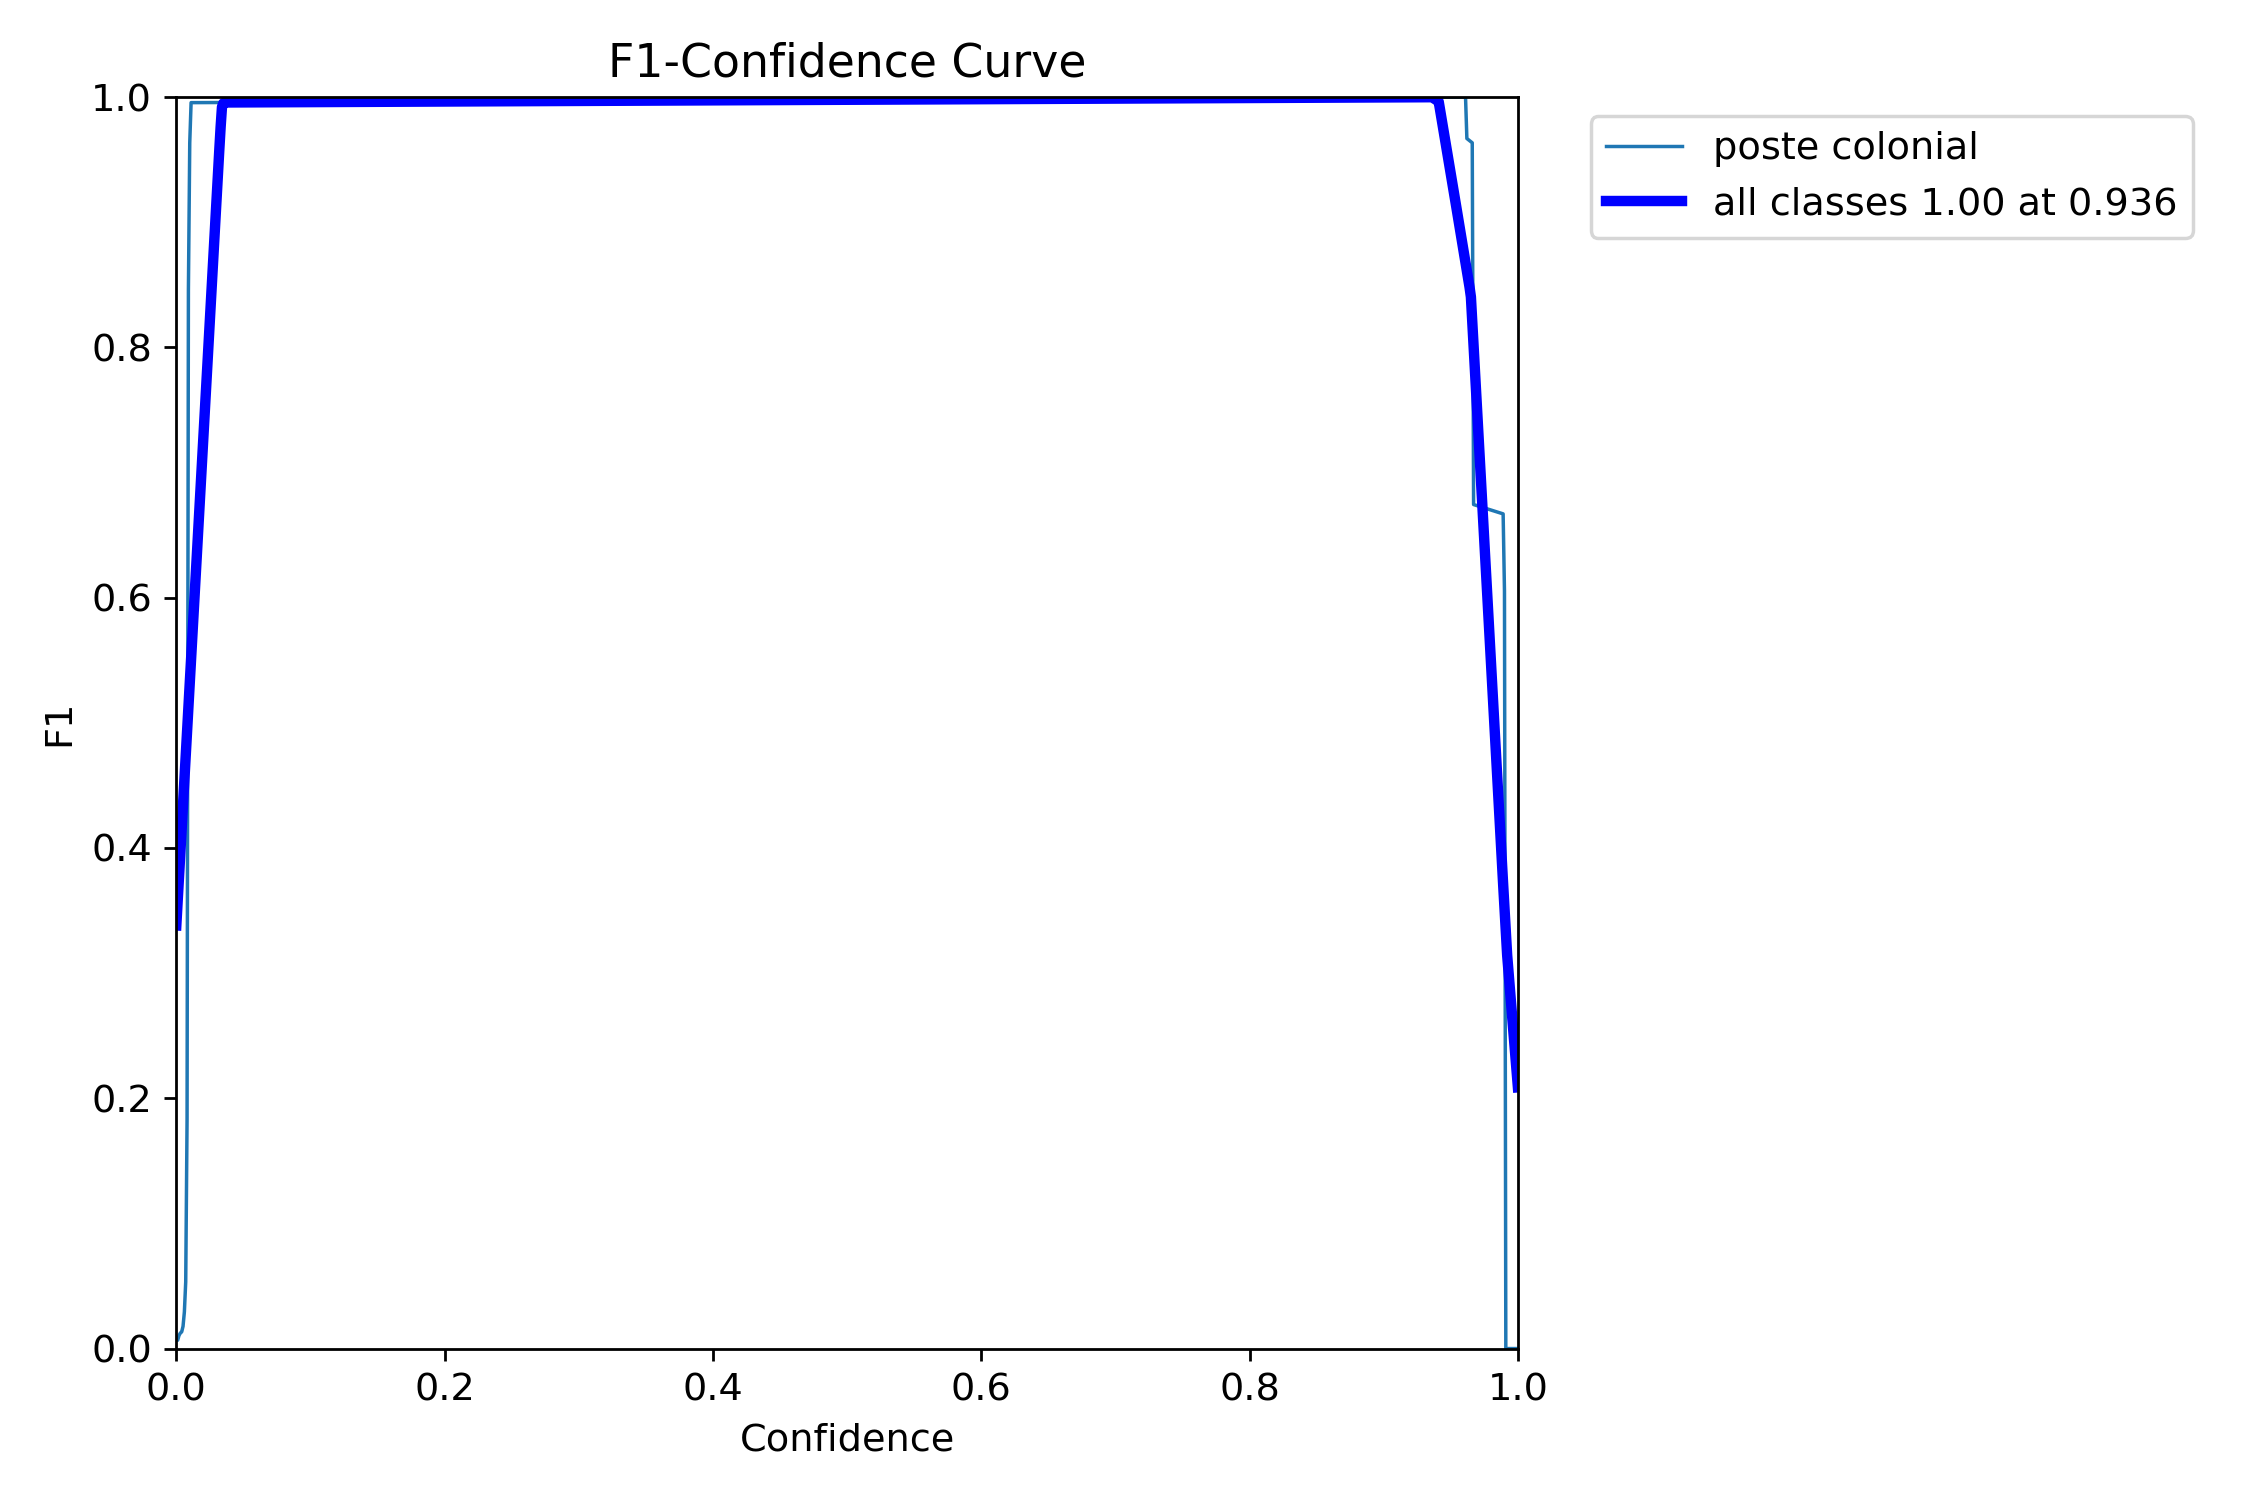 F1-Confidence Curve
poste colonial
all classes 1.00 at 0.936
F1
1.0
0.8
0.6
0.4
0.2
0.0
0.0 0.2 0.4 0.6 0.8 1.0
Confidence